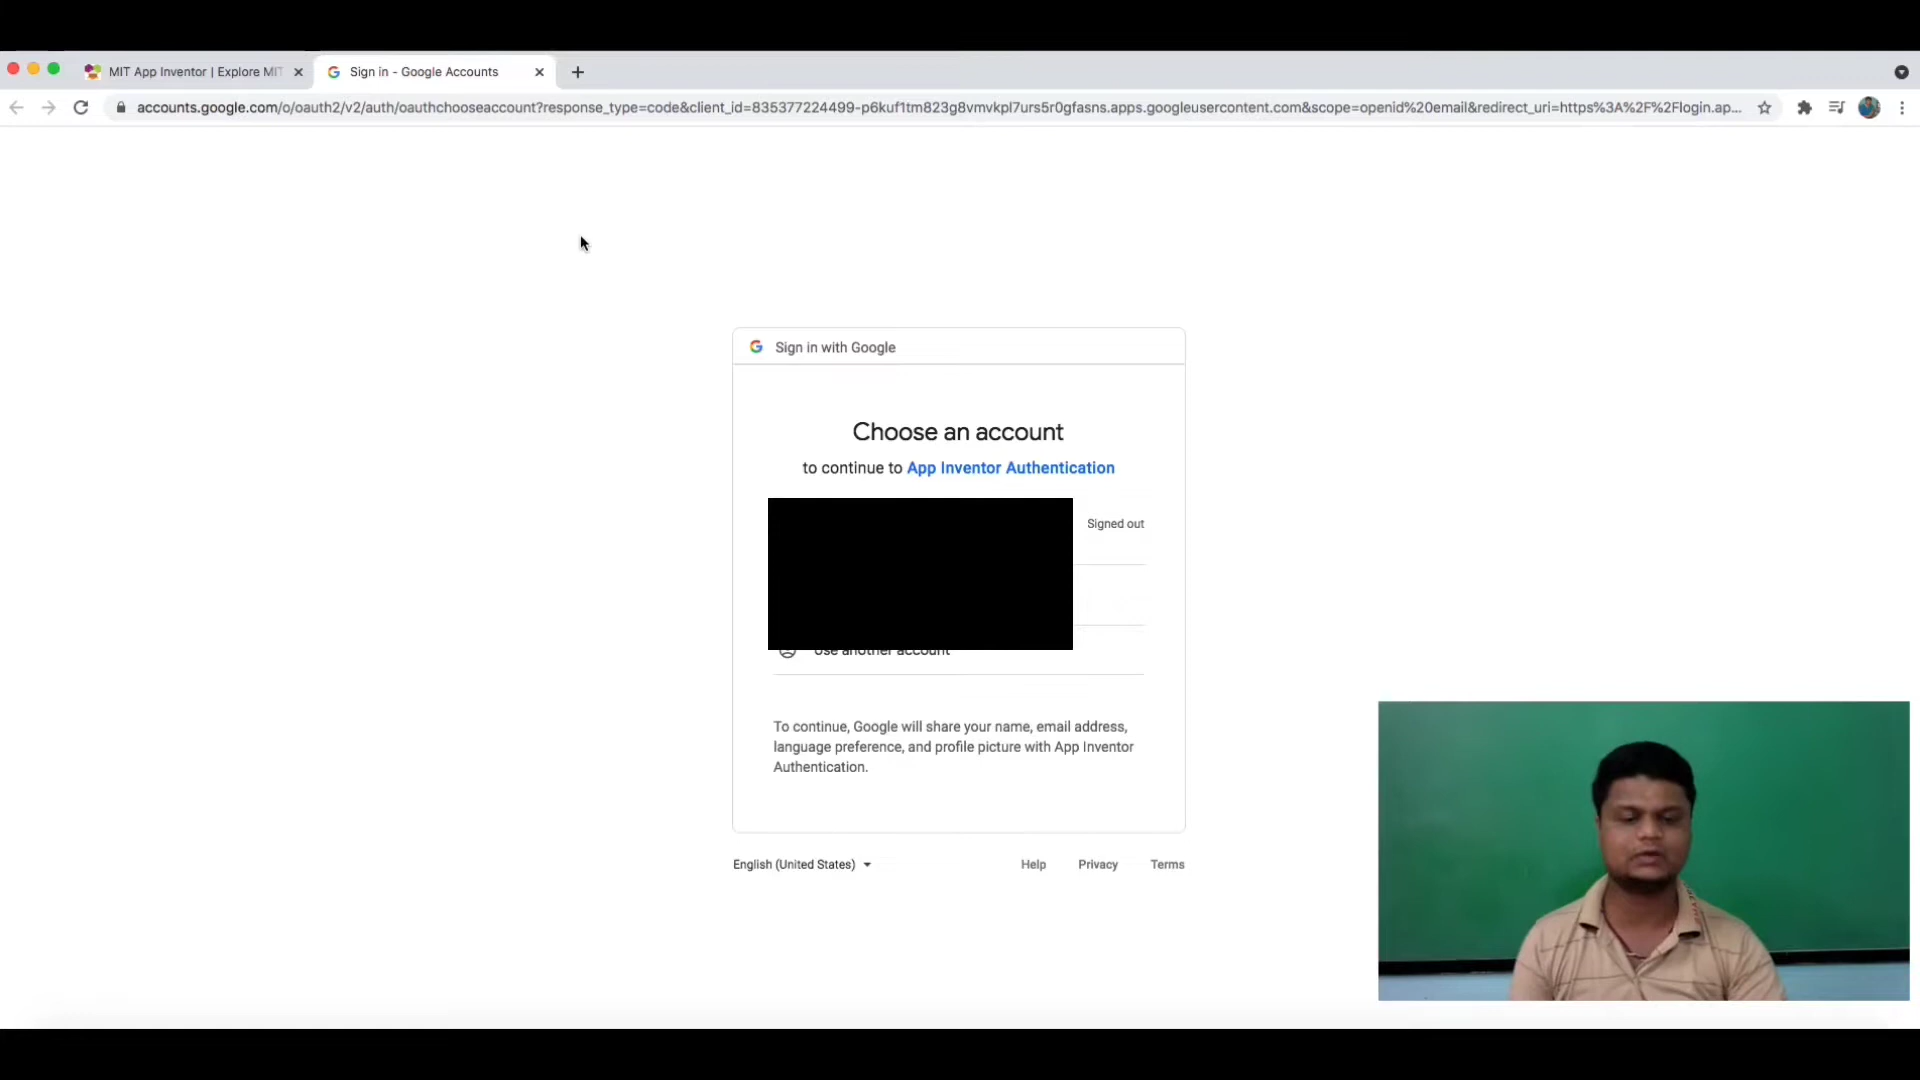 MIT App Inventor | Explore MIT
Sign in - Google Accounts
accounts.google.com/o/oauth2/v2/auth/oauthchooseaccount?response_type=code&client_id=835377224499-p6kuf1tm823g8vmvkpl7urs5r0gfasns.apps.googleusercontent.com&scope=openid%20email&redirect_uri=https%3A%2F%2Flogin.ap...
Sign in with Google
Choose an account
to continue to App Inventor Authentication
Signed out
Use another account
To continue, Google will share your name, email address,
language preference, and profile picture with App Inventor
Authentication.
English (United States)
Help Privacy Terms